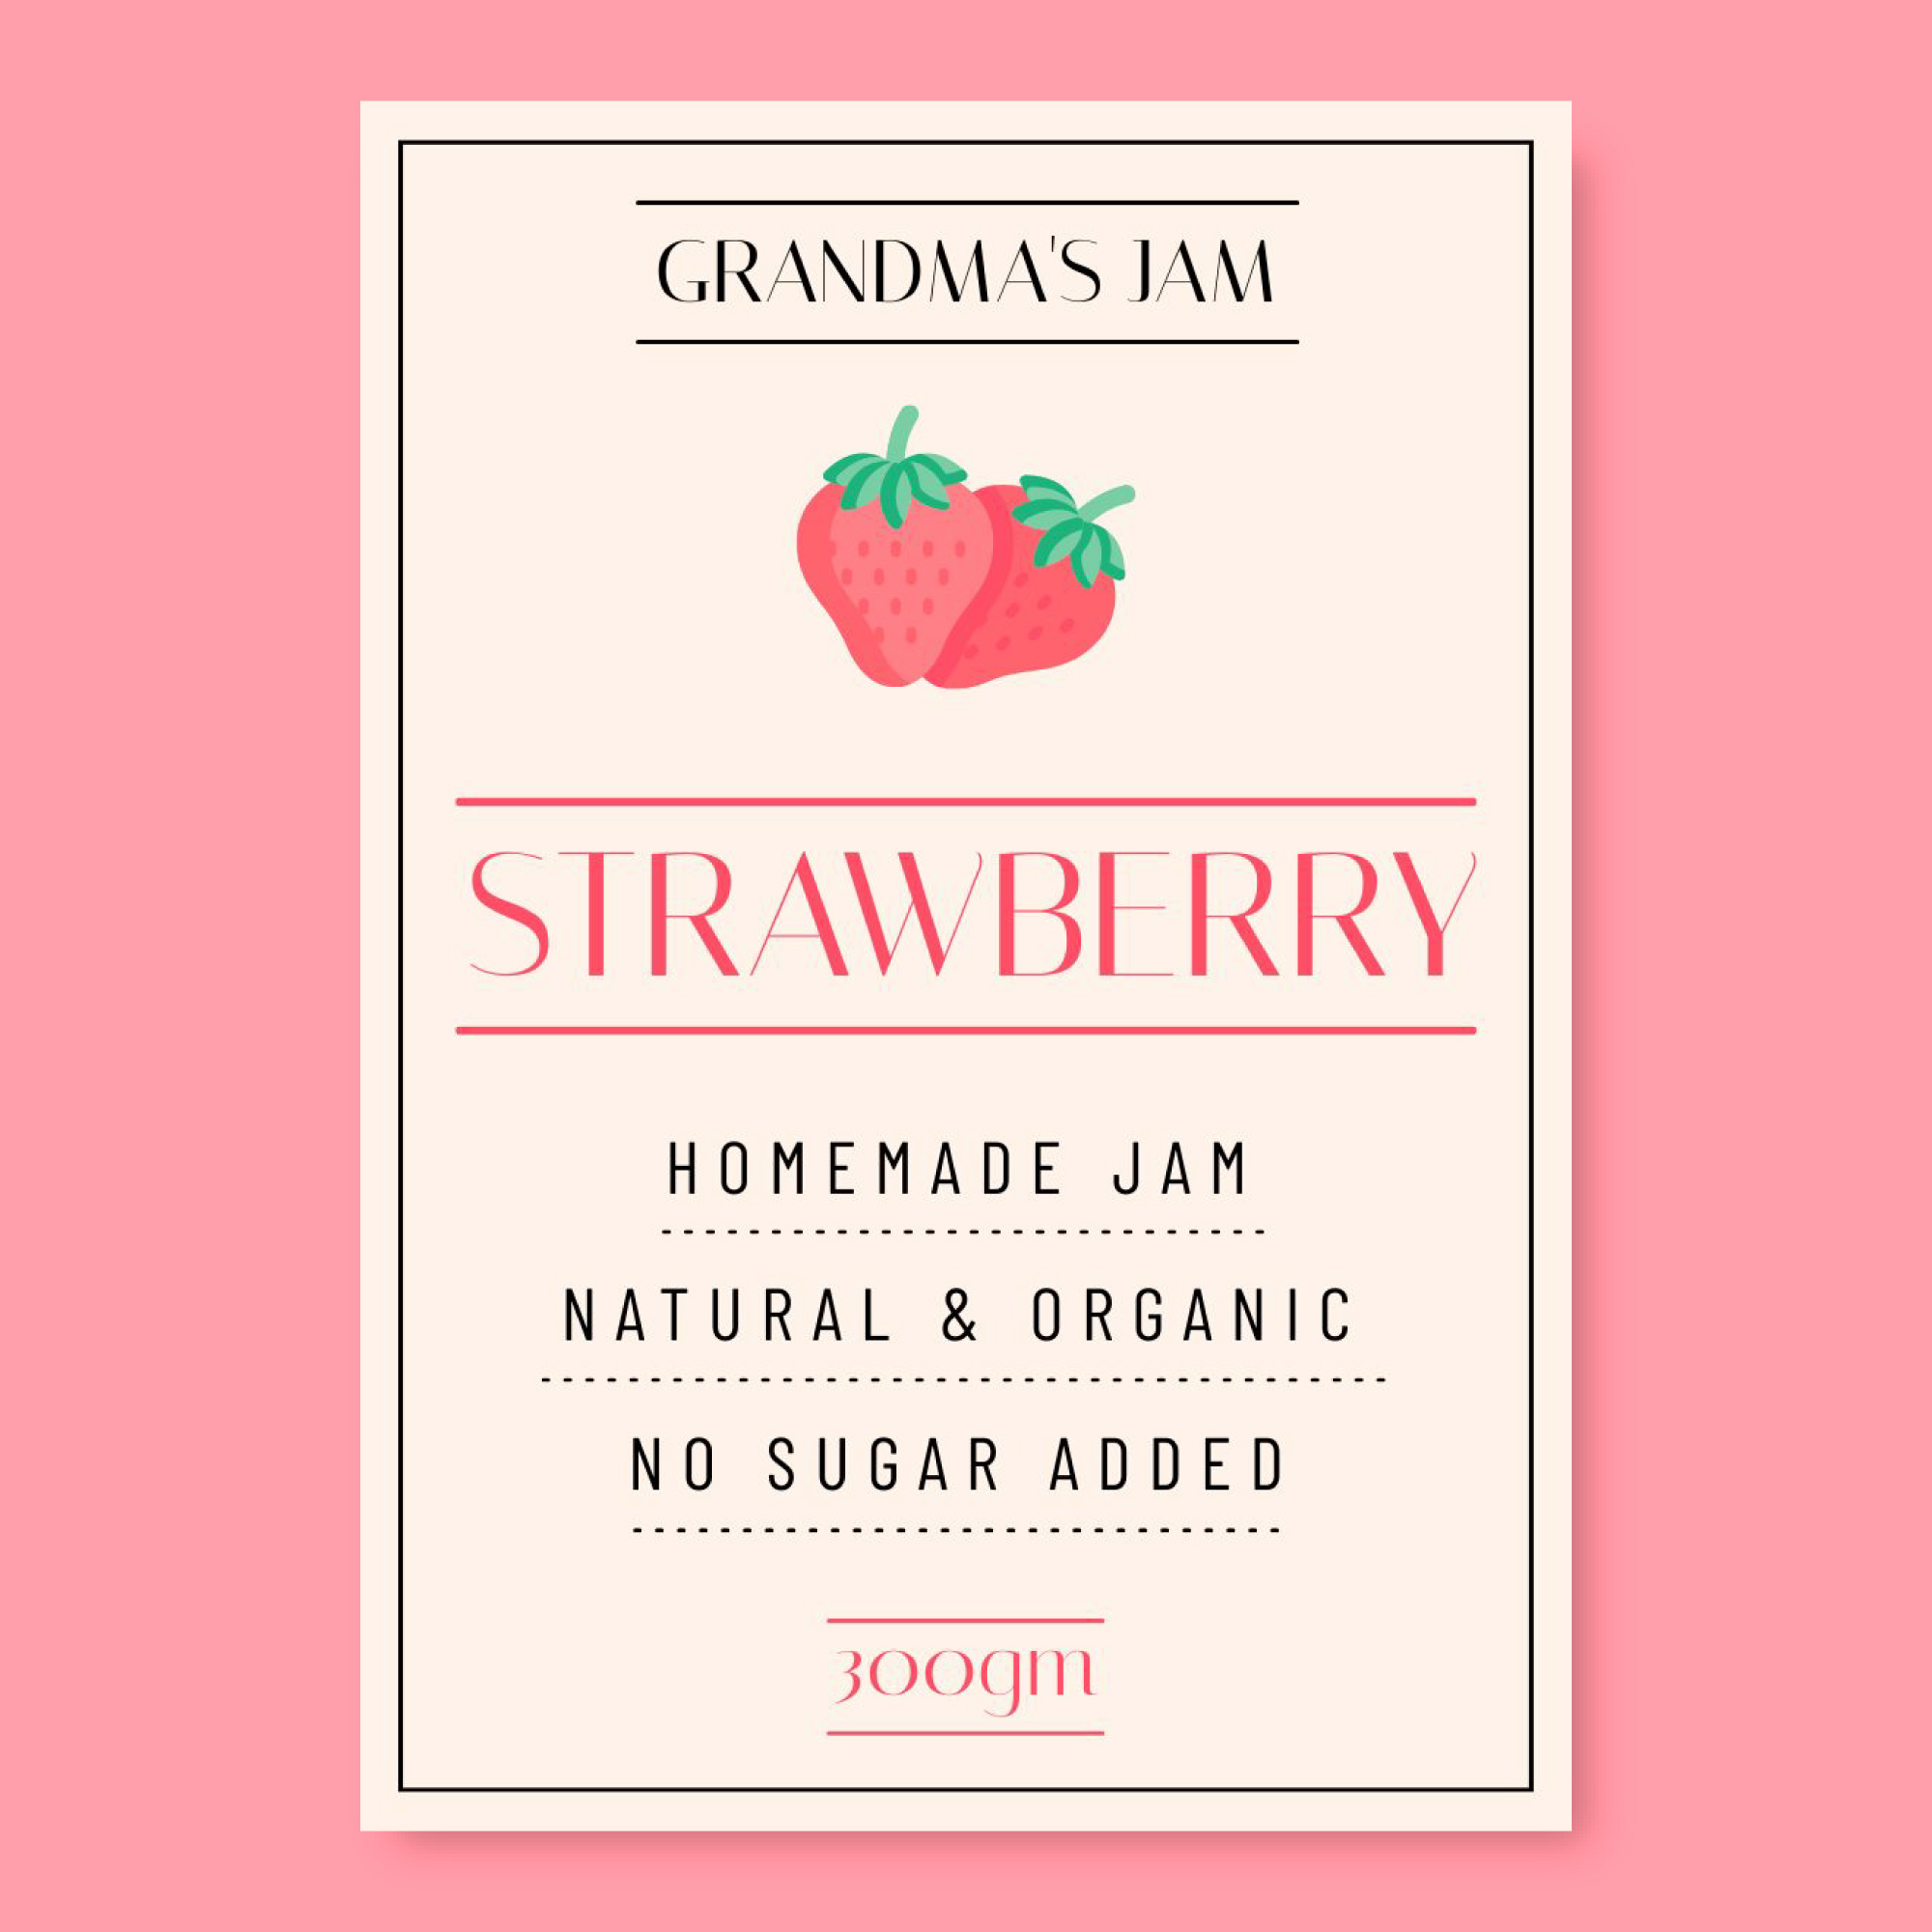 GRANDMA'S JAM
STRAWBERRY
HOMEMADE JAM
NATURAL & ORGANIC
NO SUGAR ADDED
300gm